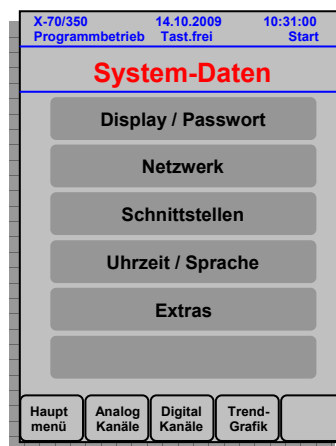 X-70/350 14.10.2009 10:31:00
Programmbetrieb Tast.frei Start
System-Daten
Display / Passwort
Netzwerk
Schnittstellen
Uhrzeit / Sprache
Extras
Haupt Analog Digital Trend-
menü Kanäle Kanäle Grafik